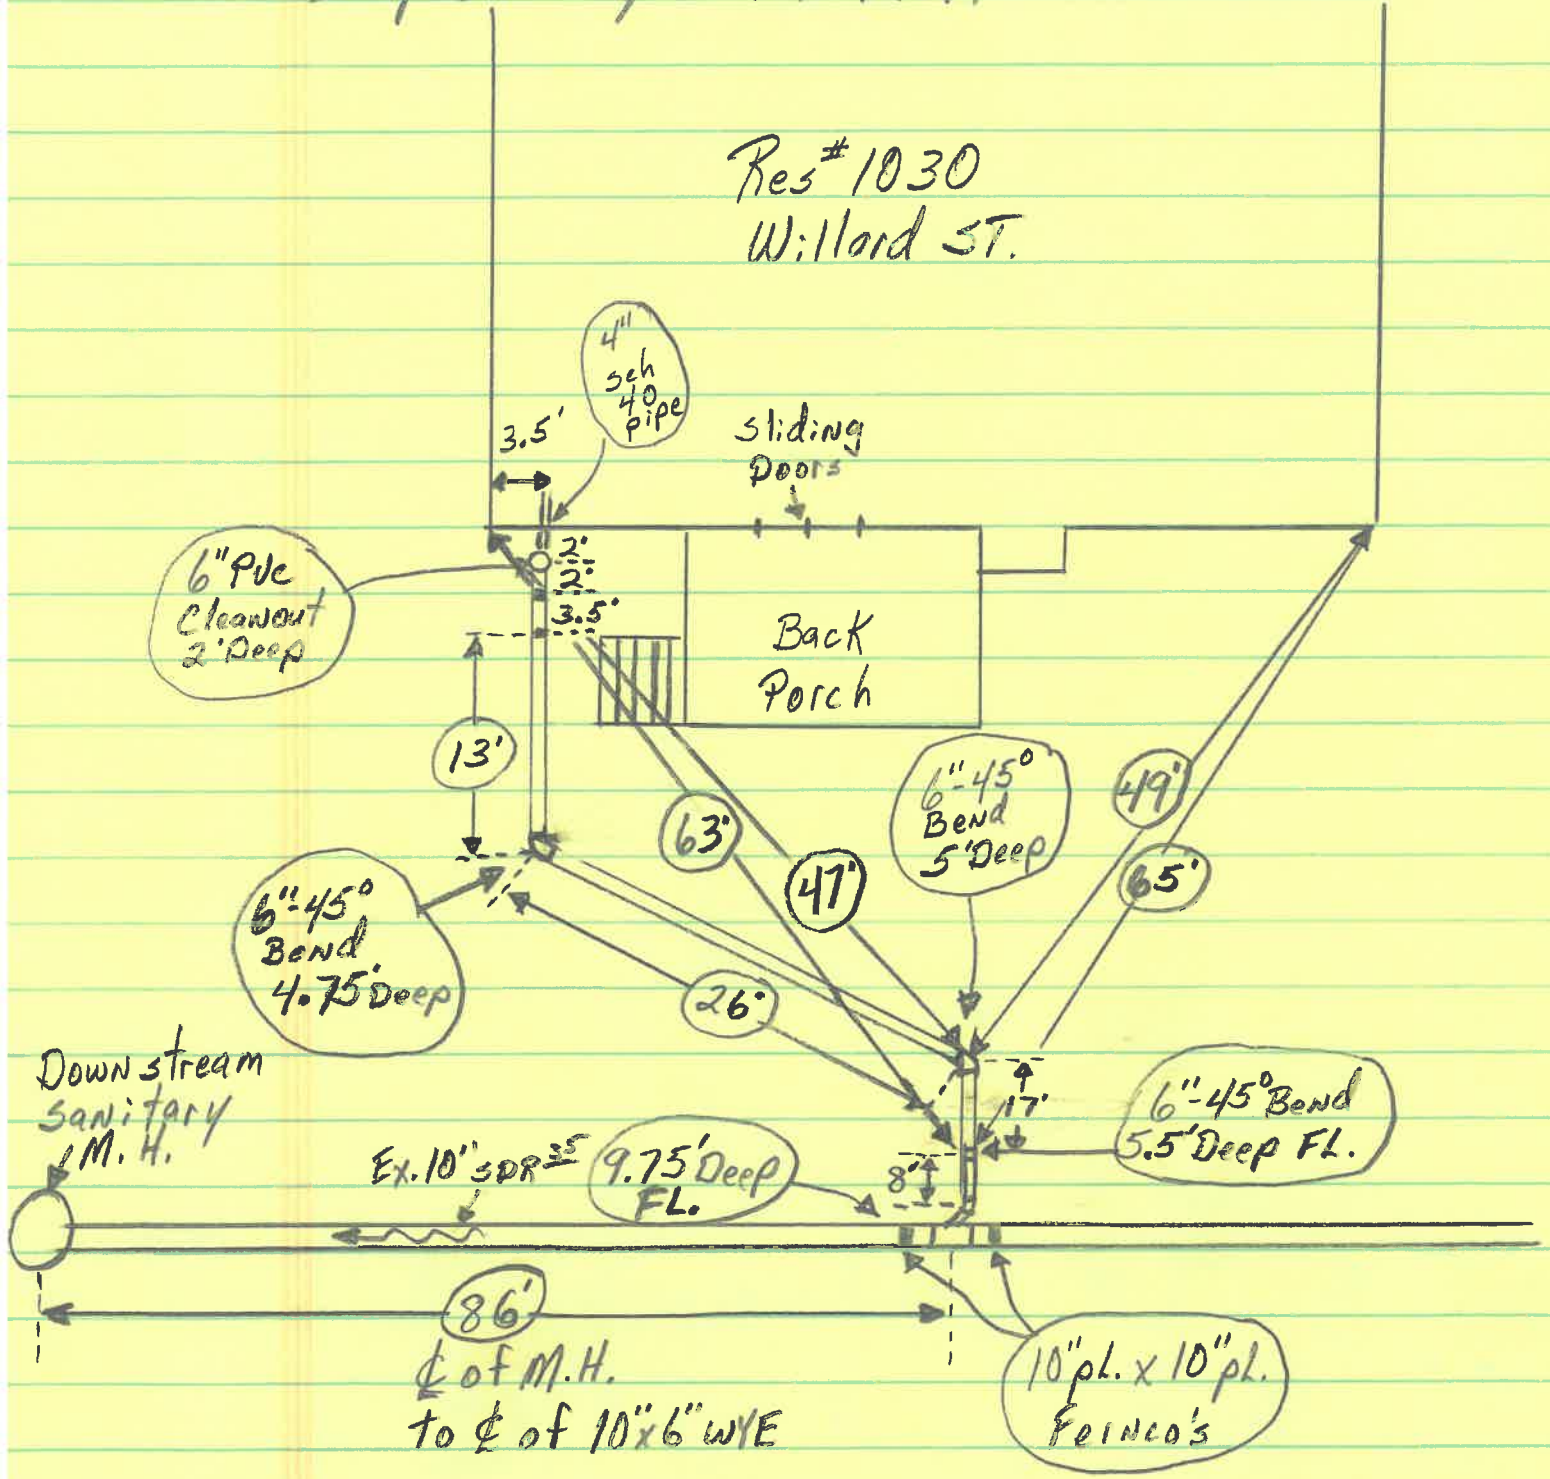 Res # 1030
Willard ST.
4"
sch
40
pipe
3.5'
sliding
Doors
6" PVC
Cleanout
2' Deep
2'
2'
3.5'
Back
Porch
13'
63'
47'
6"-45°
Bend
5' Deep
49'
65'
6"-45°
Bend
4.75' Deep
26'
Downstream
sanitary
M.H.
Ex. 10" SDR 35
9.75' Deep
FL.
17'
8'
6"-45° Bend
5.5' Deep FL.
86'
℄ of M.H.
to ℄ of 10"x6" WYE
10" pL. x 10" pL.
Fernco's